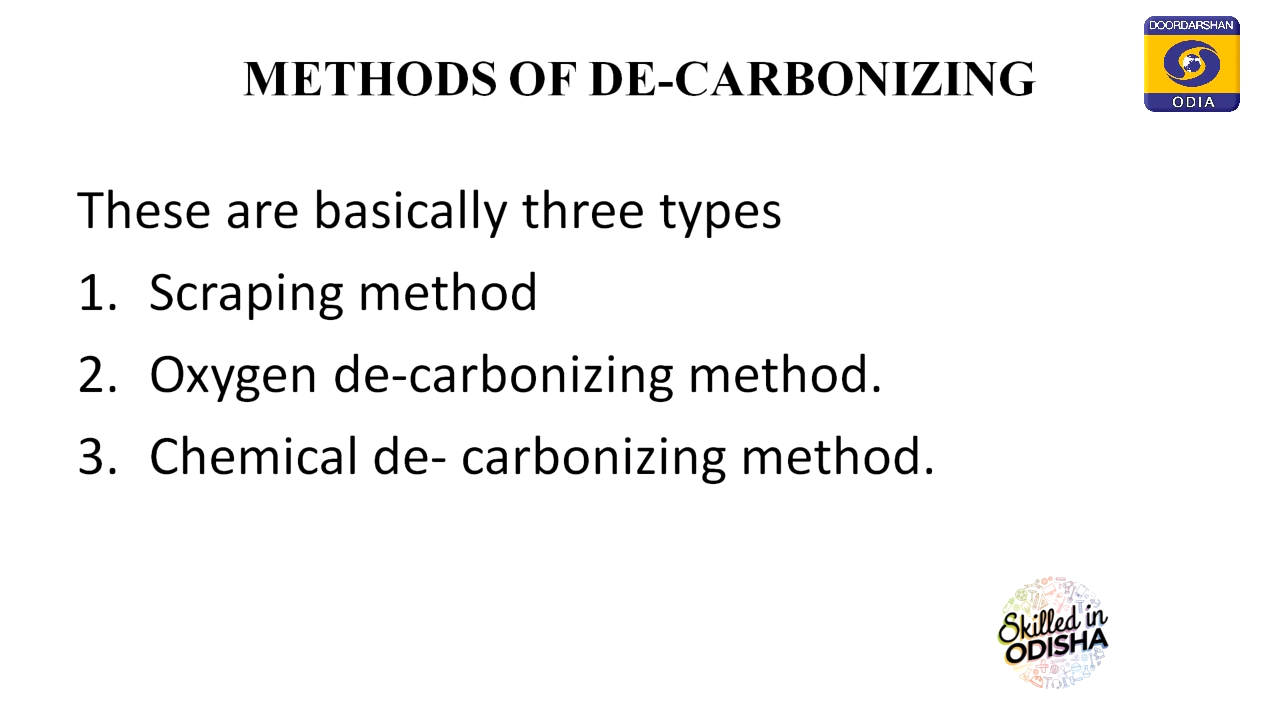 DOORDARSHAN
ODIA
METHODS OF DE-CARBONIZING
These are basically three types
1. Scraping method
2. Oxygen de-carbonizing method.
3. Chemical de- carbonizing method.
Skilled in
ODISHA